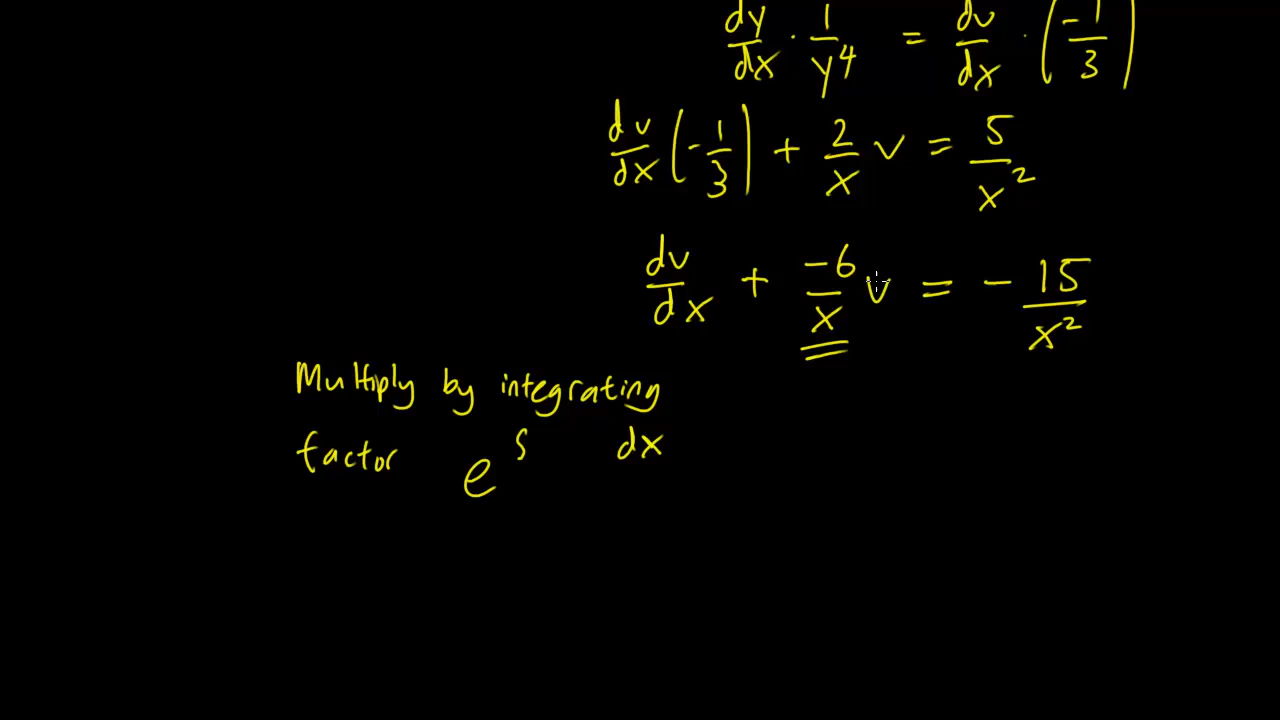 dy/dx · 1/y⁴ = dv/dx · (-1/3)
dv/dx (-1/3) + 2/x v = 5/x²
dv/dx + -6/x v = - 15/x²
Multiply by integrating
factor e^∫ dx